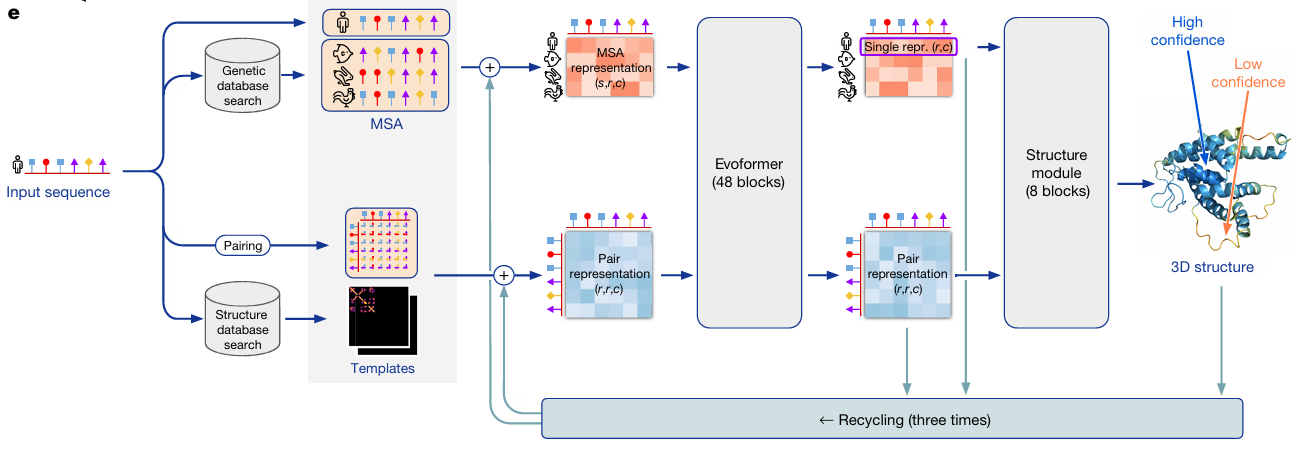 e
Genetic
database
search
MSA
Input sequence
Pairing
Structure
database
search
Templates
+
+
MSA
representation
(s,r,c)
Pair
representation
(r,r,c)
Evoformer
(48 blocks)
Single repr. (r,c)
Pair
representation
(r,r,c)
Structure
module
(8 blocks)
High
confidence
Low
confidence
3D structure
← Recycling (three times)